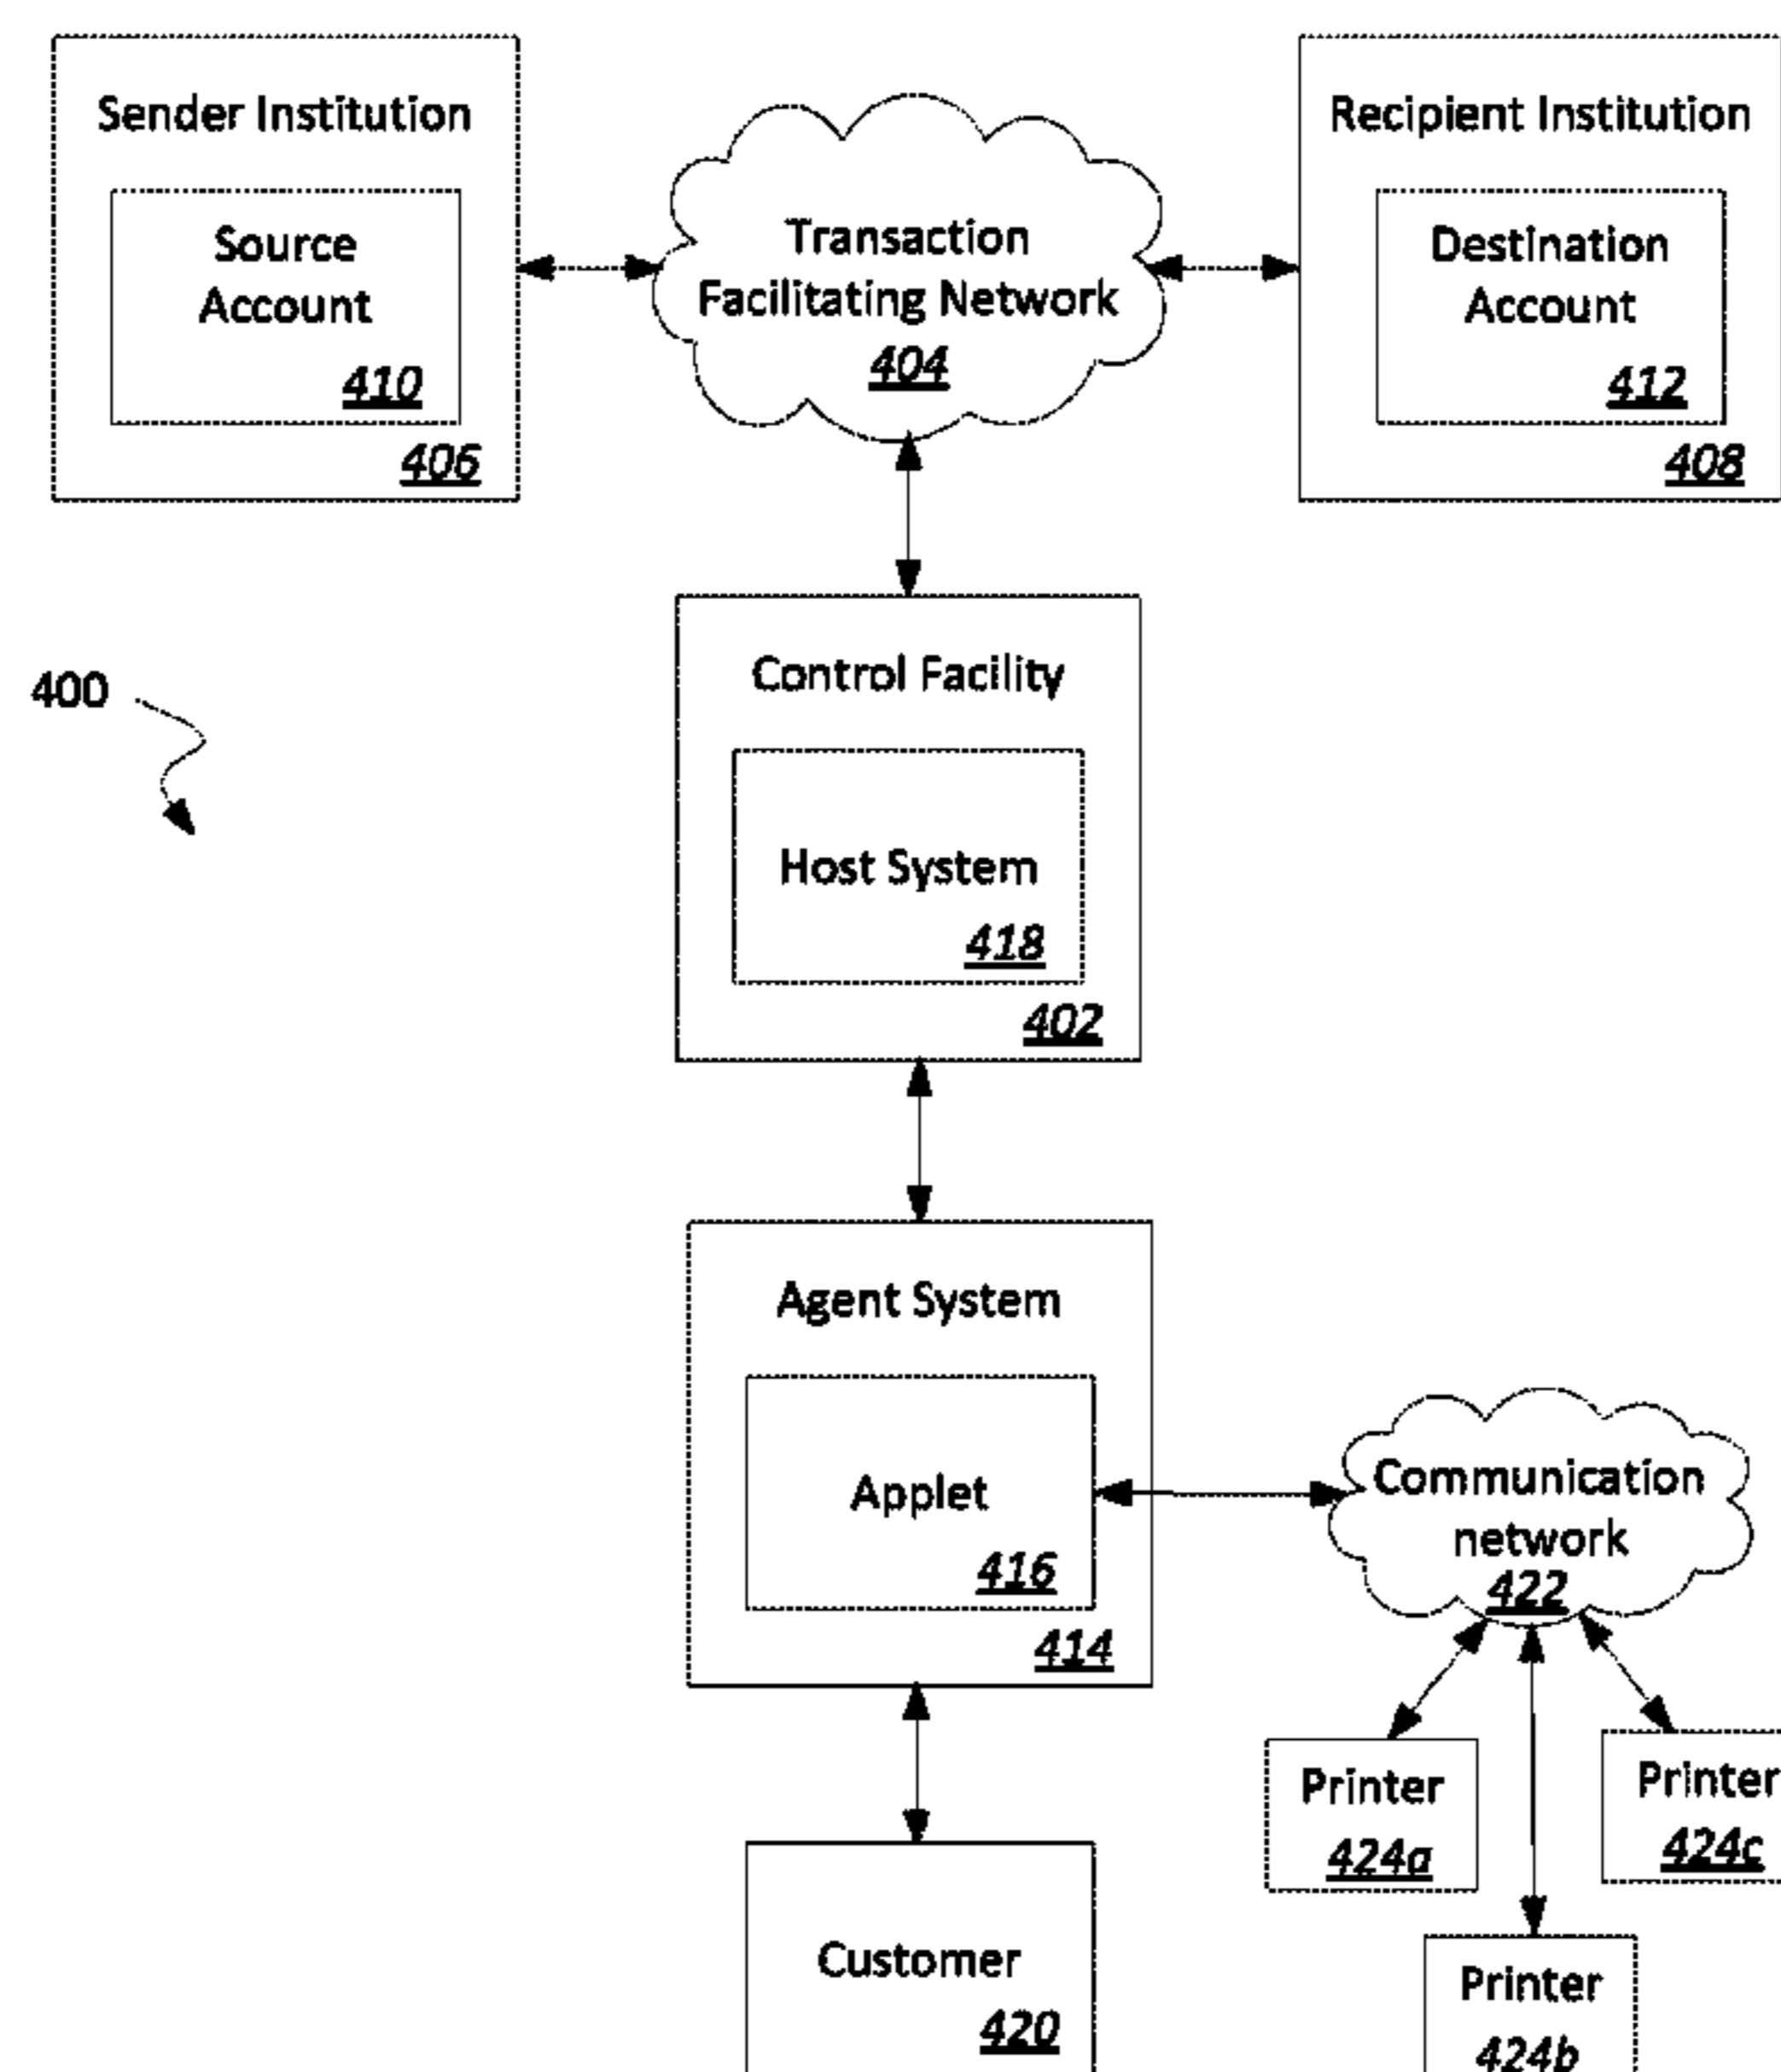 Sender Institution
Source
Account
410
406
Transaction
Facilitating Network
404
Recipient Institution
Destination
Account
412
408
400
Control Facility
Host System
418
402
Agent System
Applet
416
414
Communication
network
422
Printer
424a
Printer
424c
Printer
424b
Customer
420